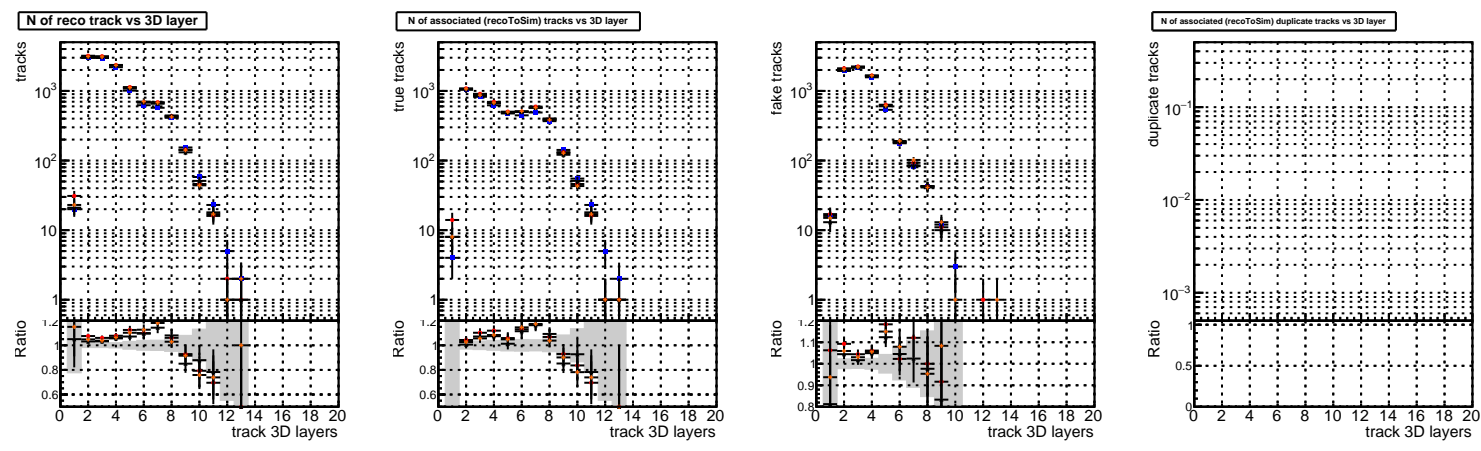 N of reco track vs 3D layer
tracks
10³
10²
10
1
Ratio
1.2
1
0.8
0.6
0 2 4 6 8 10 12 14 16 18 20
track 3D layers
N of associated (recoToSim) tracks vs 3D layer
true tracks
10³
10²
10
1
Ratio
1.2
1
0.8
0.6
0 2 4 6 8 10 12 14 16 18 20
track 3D layers
fake tracks
10³
10²
10
1
Ratio
1.2
1.1
1
0.9
0.8
0 2 4 6 8 10 12 14 16 18 20
track 3D layers
N of associated (recoToSim) duplicate tracks vs 3D layer
duplicate tracks
10⁻¹
10⁻²
10⁻³
Ratio
1
0.5
0
0 2 4 6 8 10 12 14 16 18 20
track 3D layers